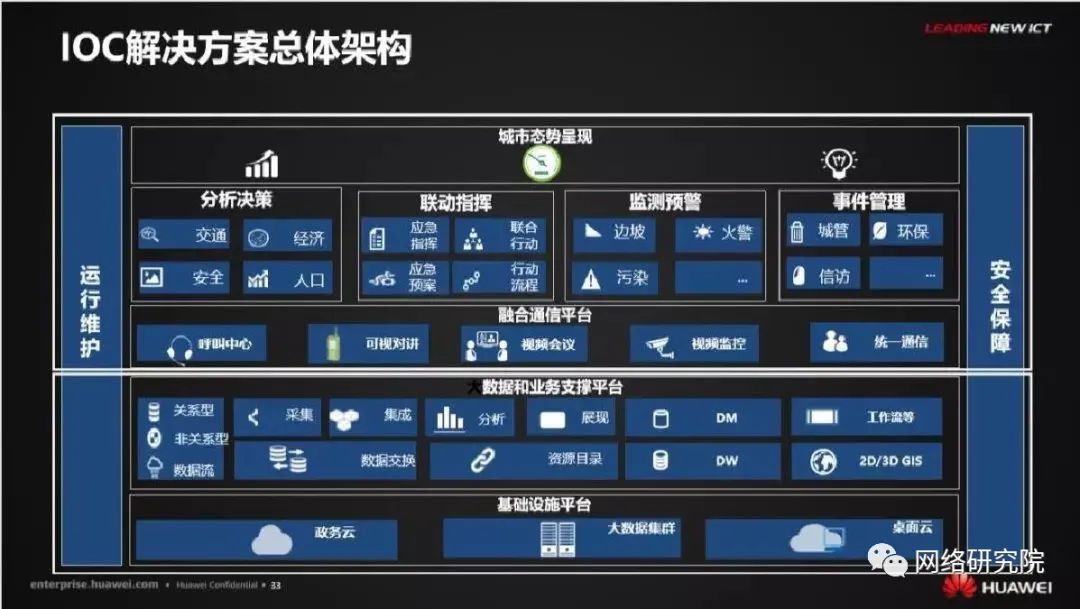 LEADING NEW ICT
IOC解决方案总体架构
运行维护
安全保障
城市态势呈现
分析决策
交通
经济
安全
人口
联动指挥
应急指挥
联合行动
应急预案
行动流程
监测预警
边坡
火警
污染
...
事件管理
城管
环保
信访
...
融合通信平台
呼叫中心
可视对讲
视频会议
视频监控
统一通信
大数据和业务支撑平台
关系型
非关系型
数据流
采集
集成
分析
展现
DM
工作流等
数据交换
资源目录
DW
2D/3D GIS
基础设施平台
政务云
大数据集群
桌面云
网络研究院
enterprise.huawei.com • Huawei Confidential • 33
HUAWEI